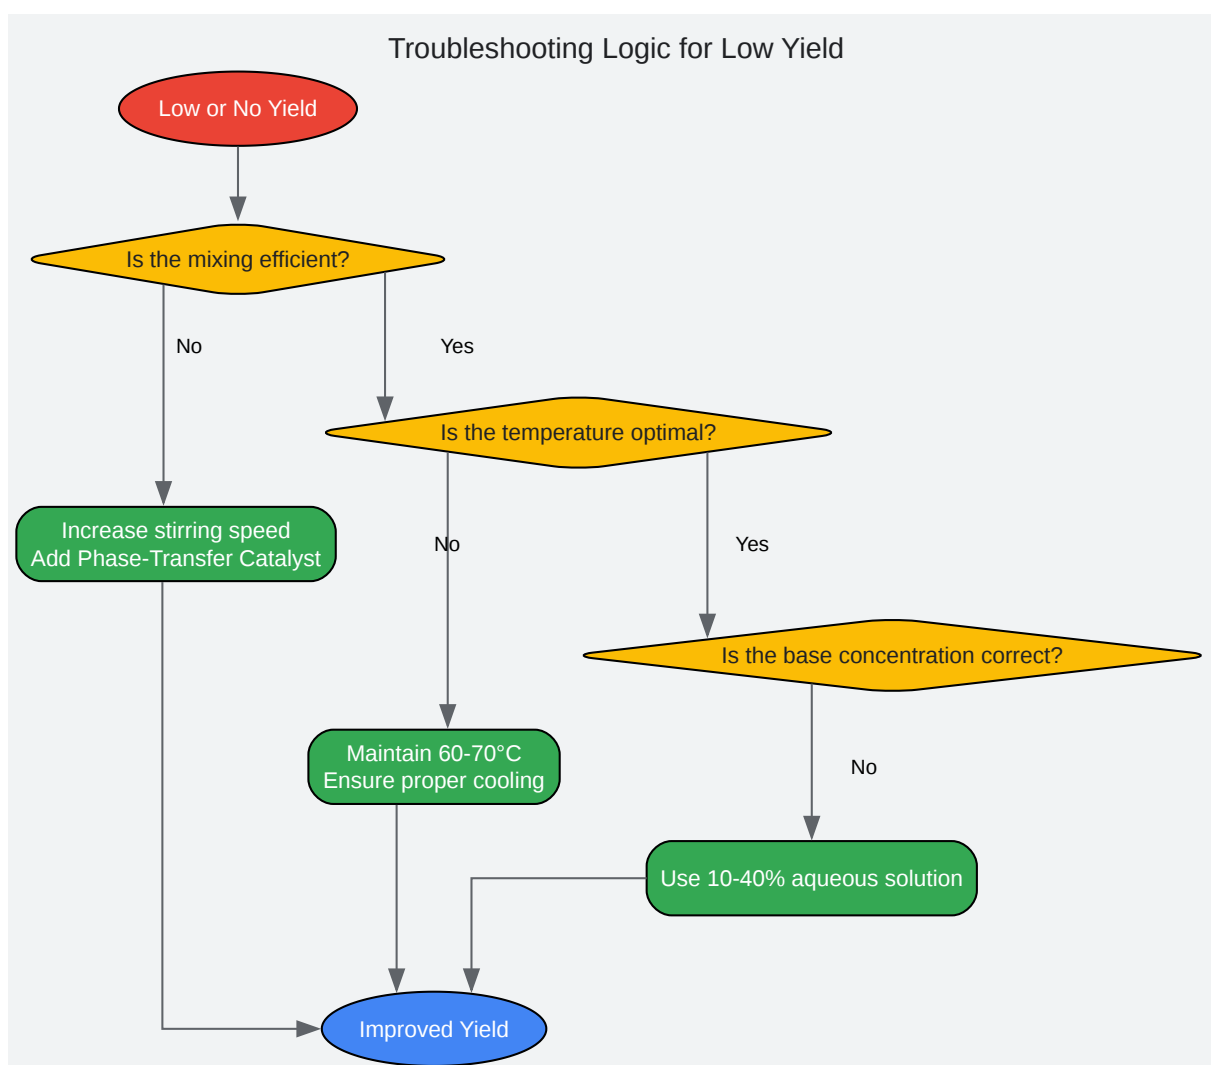 Troubleshooting Logic for Low Yield
Low or No Yield
Is the mixing efficient?
No
Yes
Is the temperature optimal?
Increase stirring speed
Add Phase-Transfer Catalyst
No
Yes
Is the base concentration correct?
Maintain 60-70°C
Ensure proper cooling
No
Use 10-40% aqueous solution
Improved Yield